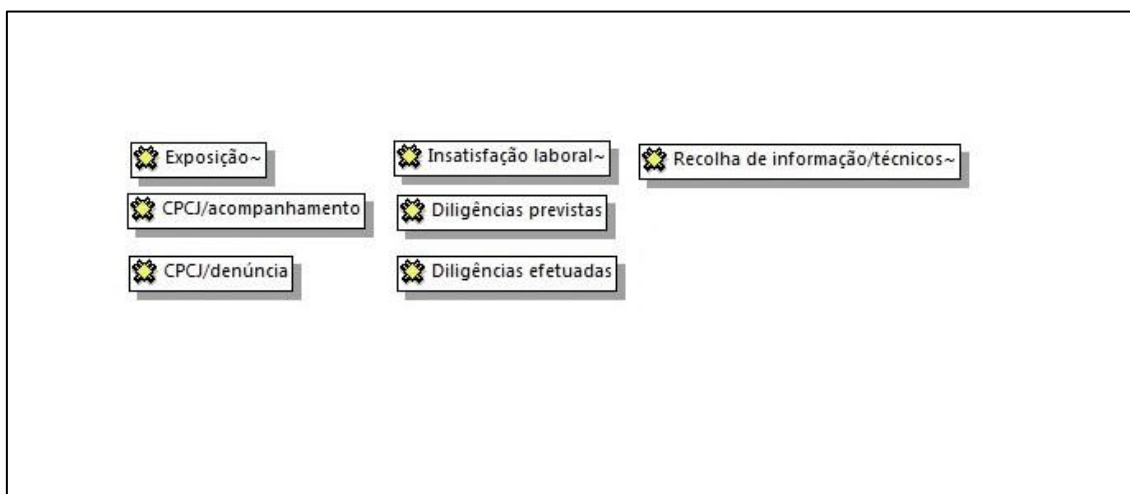 Exposição~
Insatisfação laboral~
Recolha de informação/técnicos~
CPCJ/acompanhamento
Diligências previstas
CPCJ/denúncia
Diligências efetuadas